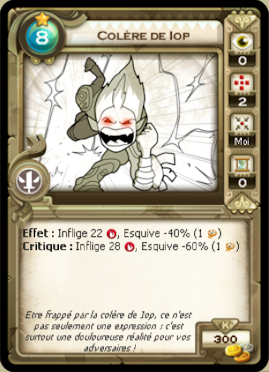 8
COLÈRE DE IOP
0
2
Moi
0
Effet : Inflige 22, Esquive -40% (1)
Critique : Inflige 28, Esquive -60% (1)
Etre frappé par la colère de Iop, ce n'est
pas seulement une expression : c'est
surtout une douloureuse réalité pour vos
adversaires !
K
300